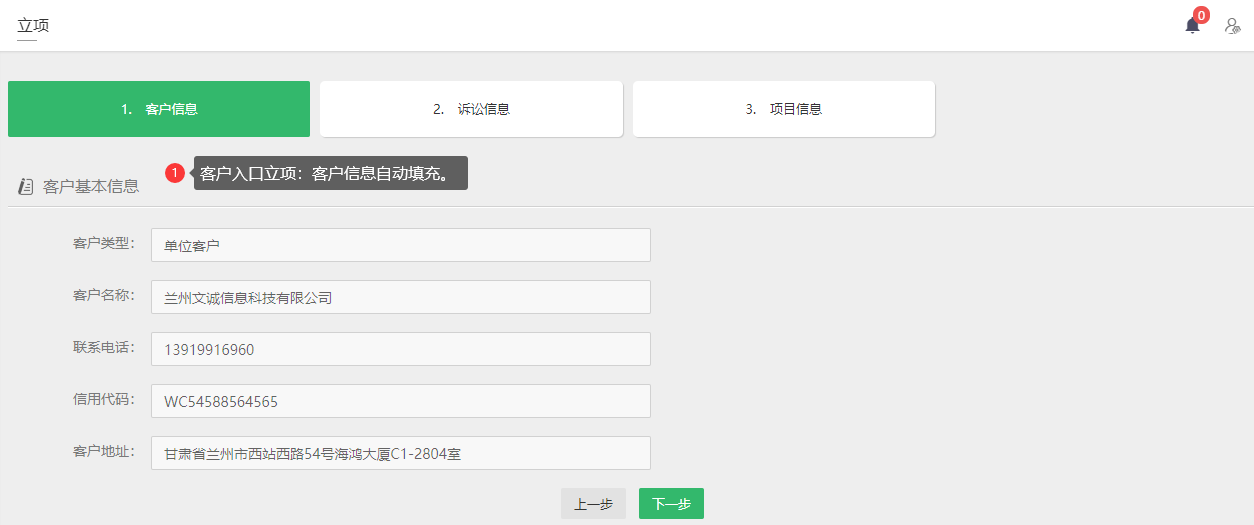 立项
0
1. 客户信息
2. 诉讼信息
3. 项目信息
1 客户入口立项：客户信息自动填充。
客户基本信息
客户类型： 单位客户
客户名称： 兰州文诚信息科技有限公司
联系电话： 13919916960
信用代码： WC54588564565
客户地址： 甘肃省兰州市西站西路54号海鸿大厦C1-2804室
上一步 下一步